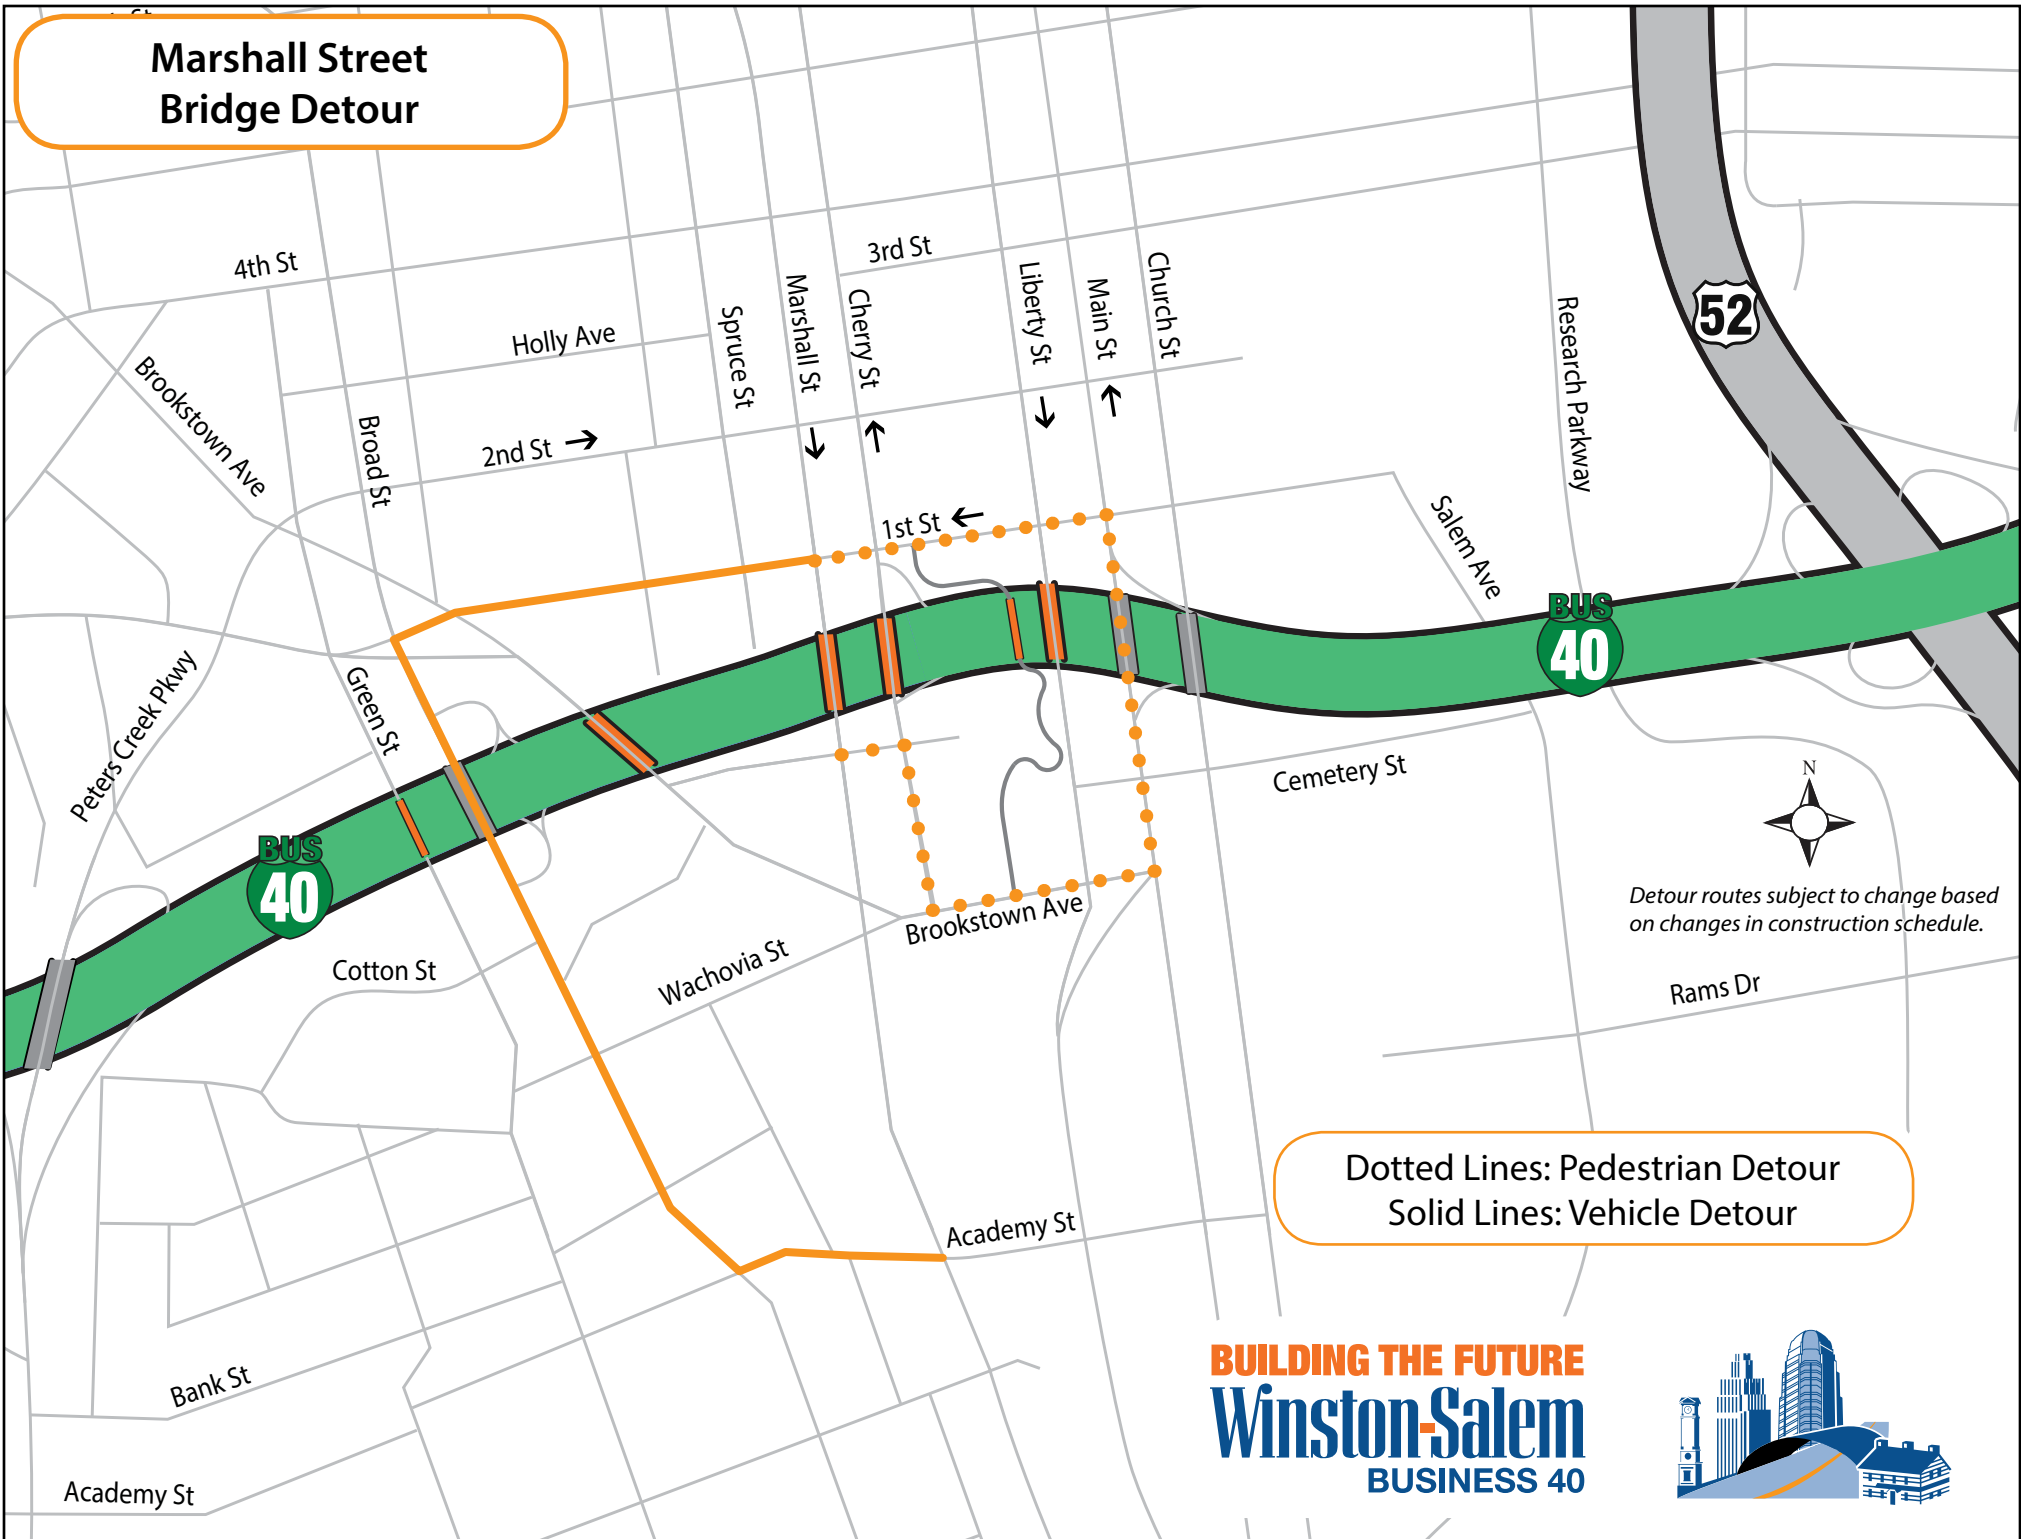 Marshall Street
Bridge Detour
4th St
3rd St
Holly Ave
Brookstown Ave
Broad St
2nd St
Spruce St
Marshall St
Cherry St
Liberty St
Main St
Church St
Research Parkway
52
1st St
Salem Ave
BUS
40
Peters Creek Pkwy
Green St
Cemetery St
N
BUS
40
Detour routes subject to change based
on changes in construction schedule.
Brookstown Ave
Cotton St
Wachovia St
Rams Dr
Dotted Lines: Pedestrian Detour
Solid Lines: Vehicle Detour
Academy St
Bank St
Academy St
BUILDING THE FUTURE
Winston-Salem
BUSINESS 40